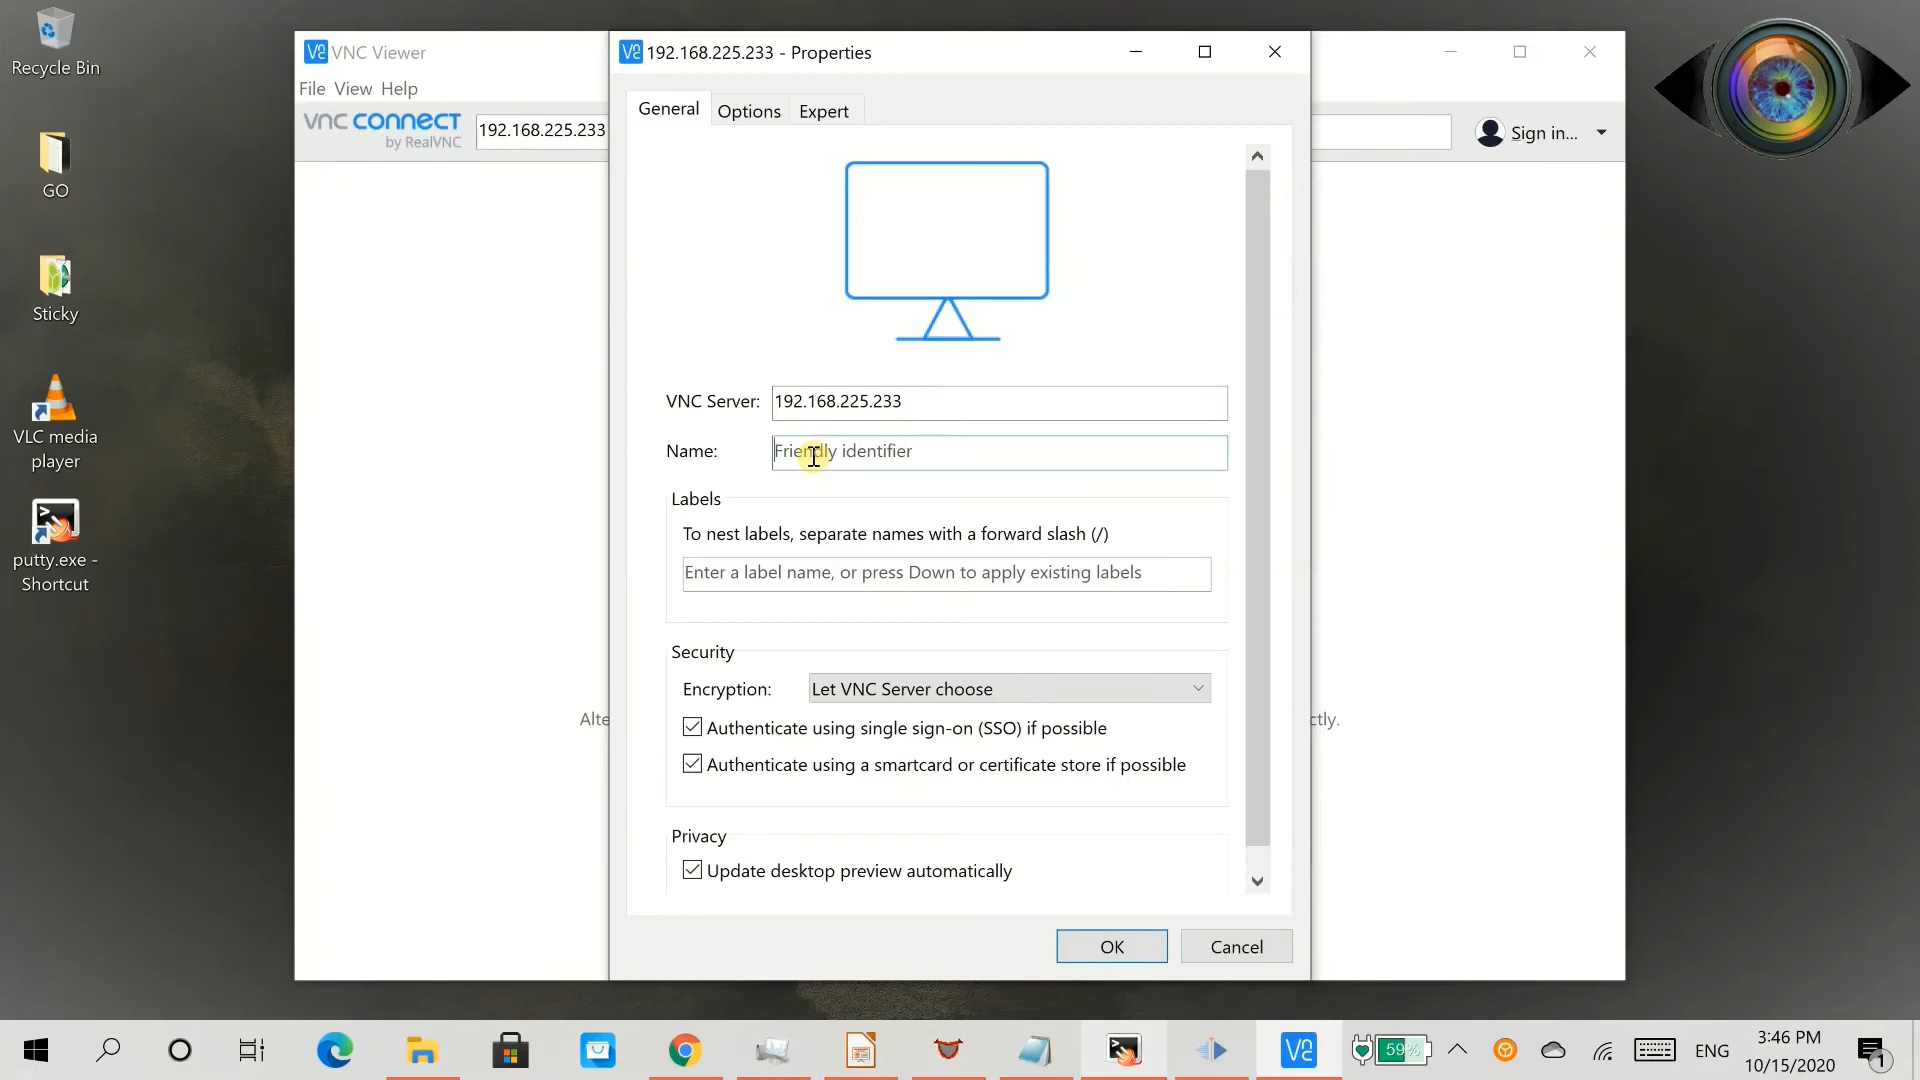 Recycle Bin
GO
Sticky
VLC media
player
putty.exe -
Shortcut
VNC Viewer
File View Help
vnc connect
by RealVNC
192.168.225.233
Sign in...
192.168.225.233 - Properties
General
Options
Expert
VNC Server:
192.168.225.233
Name:
Friendly identifier
Labels
To nest labels, separate names with a forward slash (/)
Enter a label name, or press Down to apply existing labels
Security
Encryption:
Let VNC Server choose
Authenticate using single sign-on (SSO) if possible
Authenticate using a smartcard or certificate store if possible
Privacy
Update desktop preview automatically
OK
Cancel
Alte
ctly.
59%
ENG
3:46 PM
10/15/2020
1